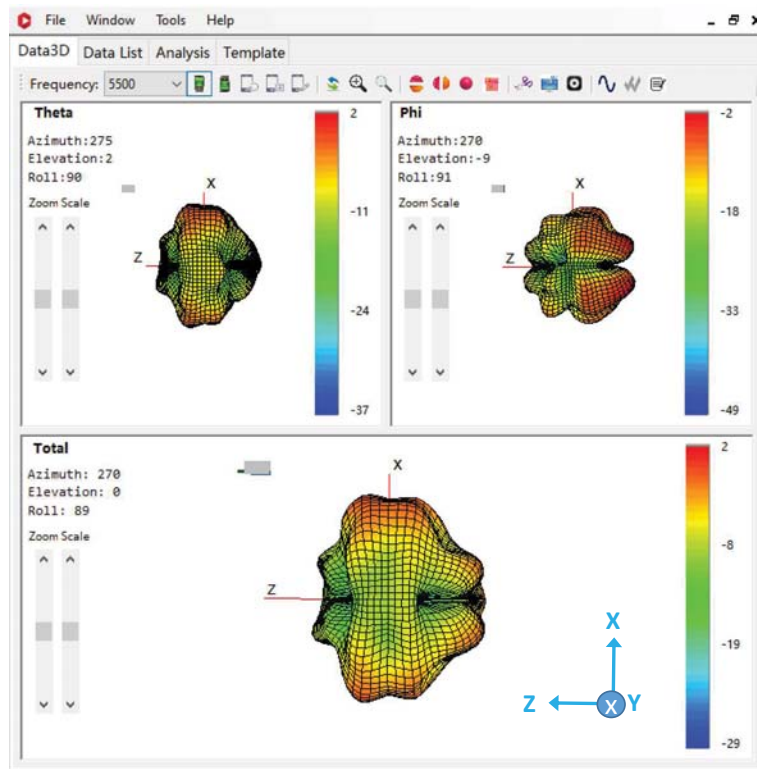 File Window Tools Help
Data3D Data List Analysis Template
Frequency: 5500
Theta
Azimuth:275
Elevation:2
Roll:90
Zoom Scale
X
Z
2
-11
-24
-37
Phi
Azimuth:270
Elevation:-9
Roll:91
Zoom Scale
X
Z
-2
-18
-33
-49
Total
Azimuth: 270
Elevation: 0
Roll: 89
Zoom Scale
X
Z
2
-8
-19
-29
X
Z X Y